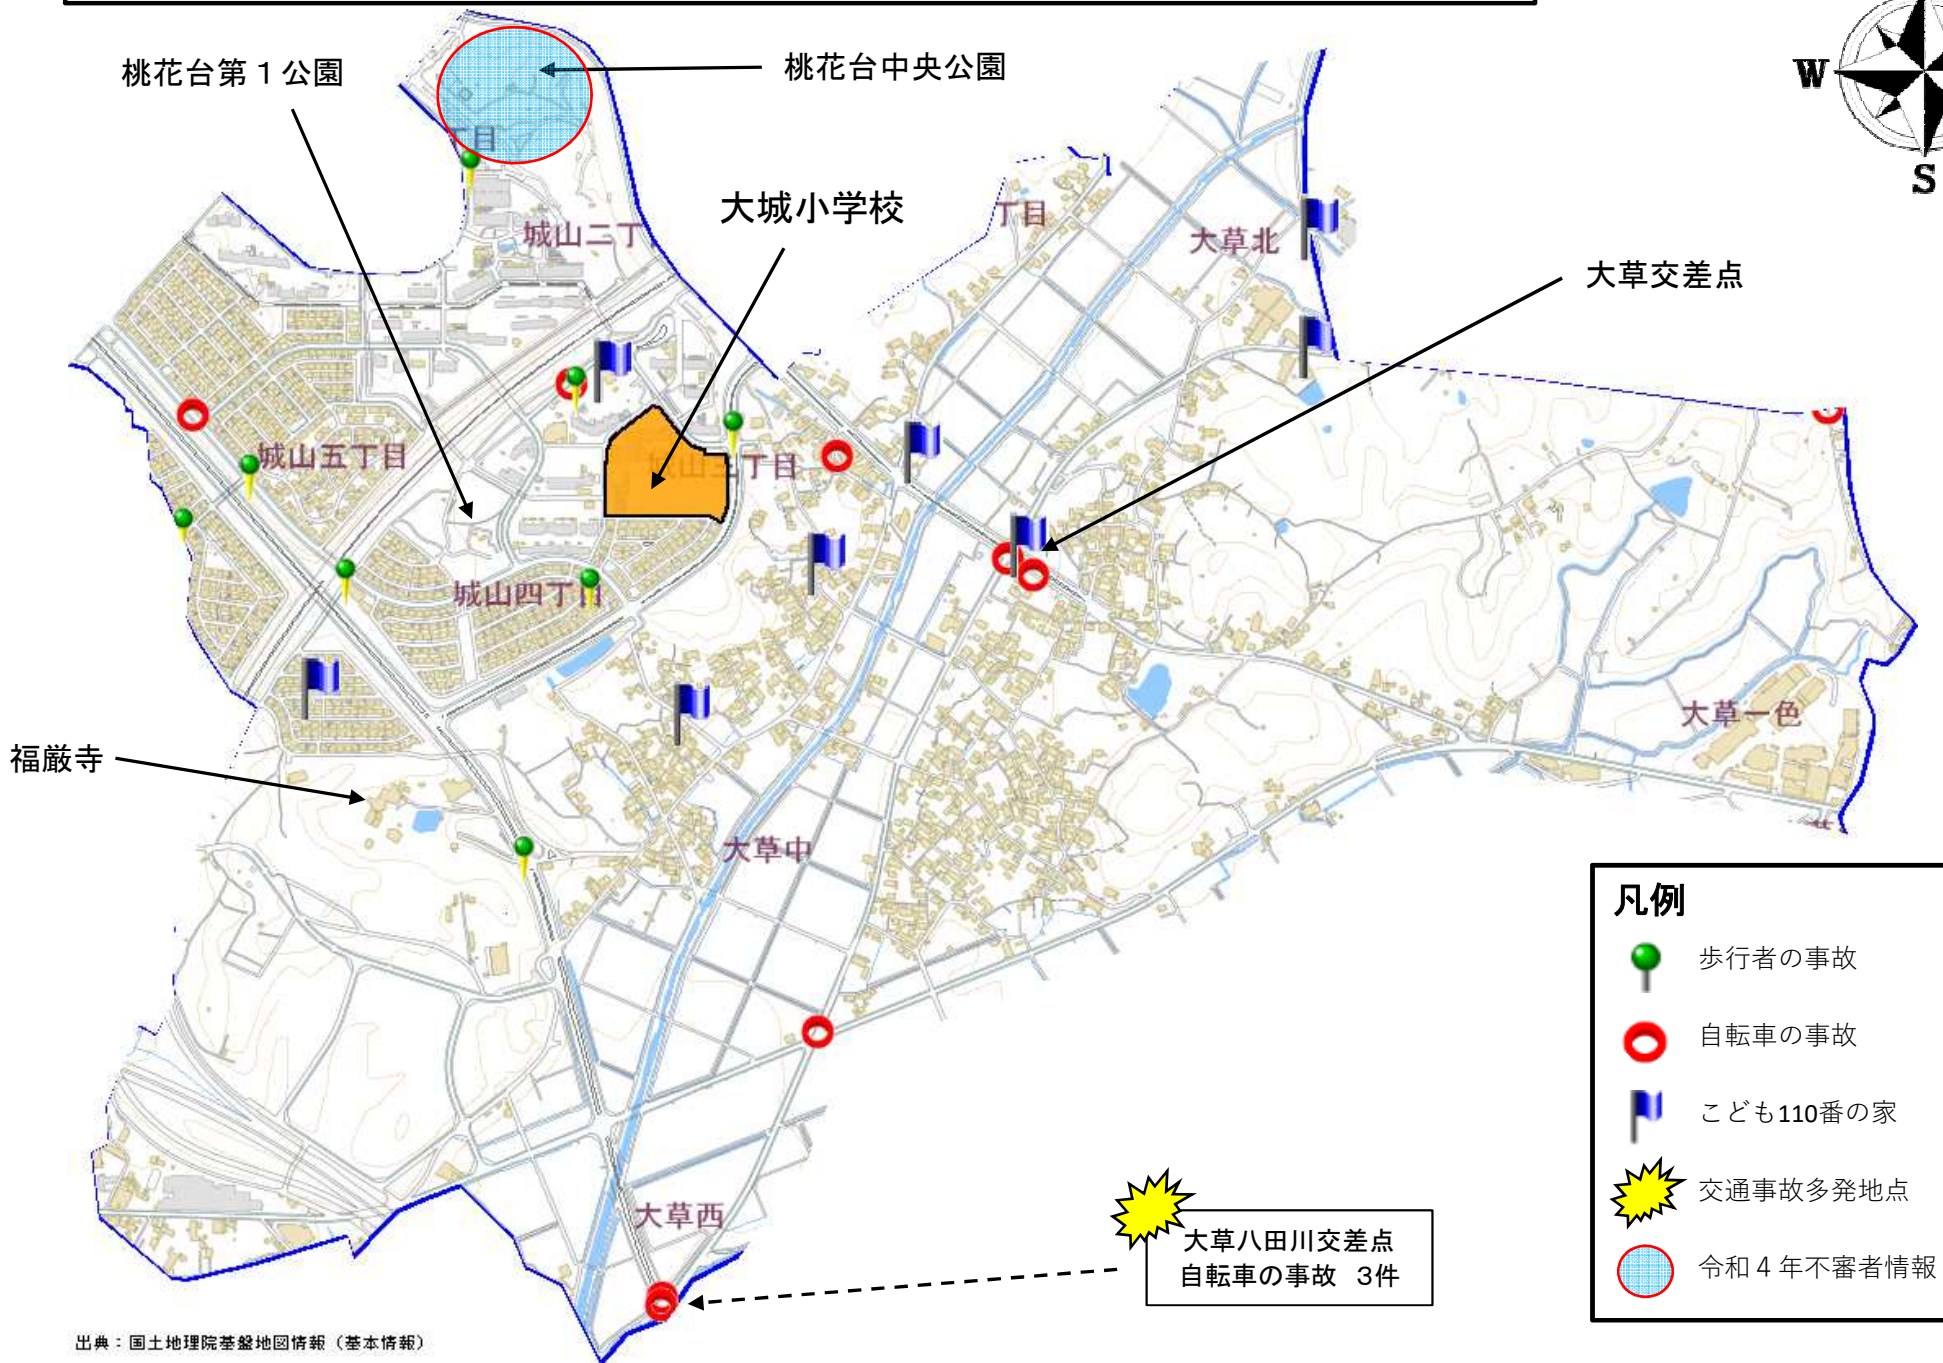 桃花台第１公園
桃花台中央公園
W
S
丁目
大城小学校
城山二丁
丁目
大草北
大草交差点
城山五丁目
丁目
城山四丁目
大草一色
福厳寺
大草中
大草西
大草八田川交差点
自転車の事故 3件
凡例
歩行者の事故
自転車の事故
こども110番の家
交通事故多発地点
令和４年不審者情報
出典：国土地理院基盤地図情報（基本情報）